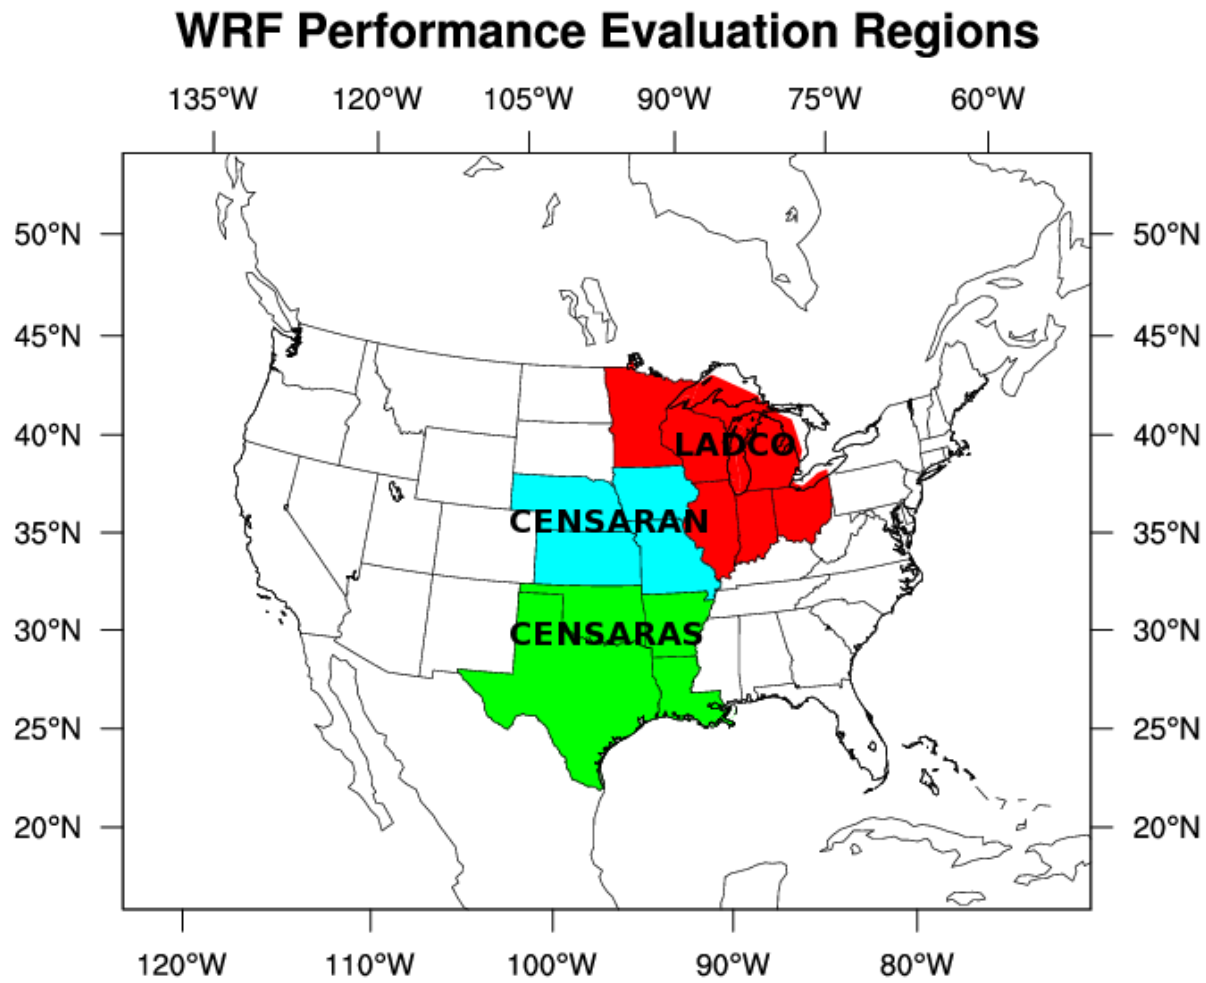 WRF Performance Evaluation Regions
135°W 120°W 105°W 90°W 75°W 60°W
50°N 50°N
45°N 45°N
40°N 40°N
LADCO
35°N 35°N
CENSARAN
30°N 30°N
CENSARAS
25°N 25°N
20°N 20°N
120°W 110°W 100°W 90°W 80°W